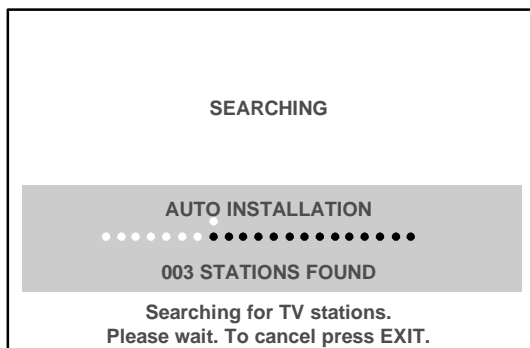 SEARCHING
AUTO INSTALLATION
003 STATIONS FOUND
Searching for TV stations.
Please wait. To cancel press EXIT.